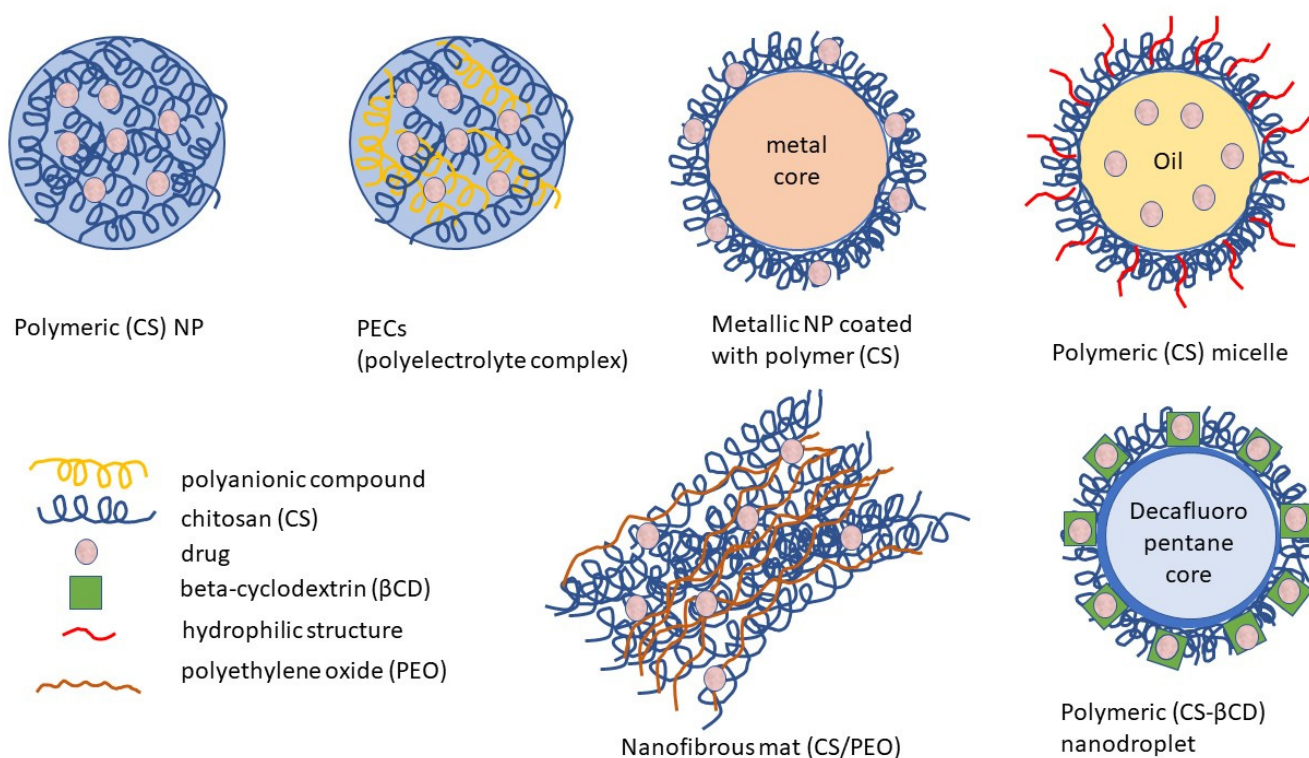 metal
core
Oil
Polymeric (CS) NP
PECs
(polyelectrolyte complex)
Metallic NP coated
with polymer (CS)
Polymeric (CS) micelle
polyanionic compound
chitosan (CS)
drug
beta-cyclodextrin (βCD)
hydrophilic structure
polyethylene oxide (PEO)
Nanofibrous mat (CS/PEO)
Decafluoro
pentane
core
Polymeric (CS-βCD)
nanodroplet